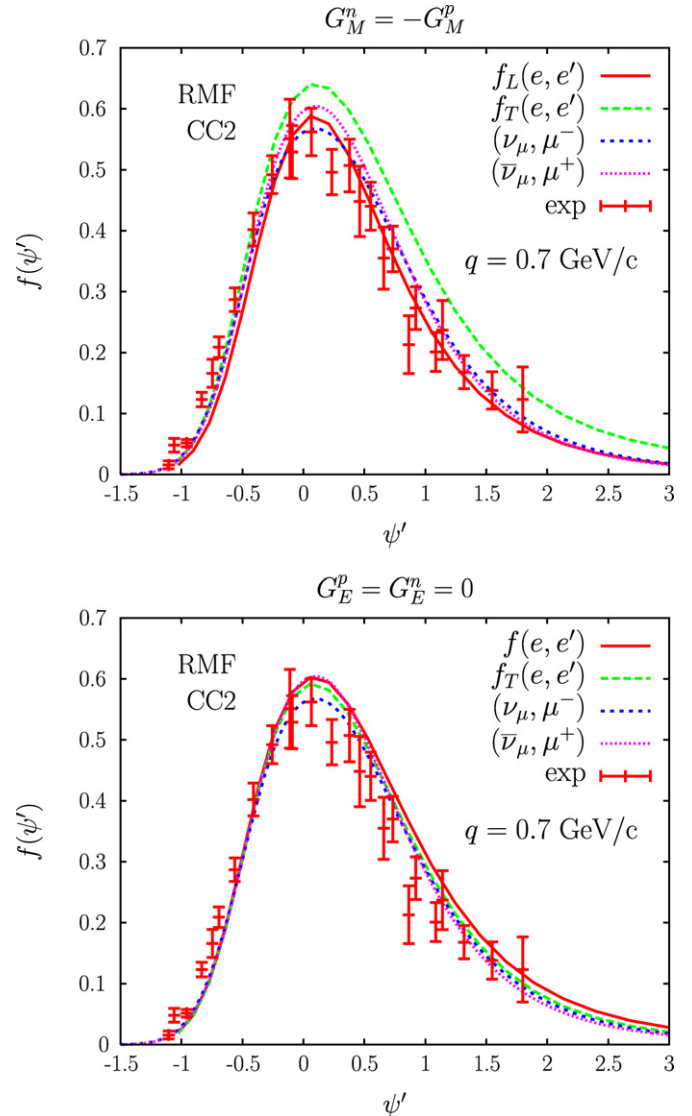 G_M^n = −G_M^p
0.7
0.6
0.5
0.4
0.3
0.2
0.1
0
f(ψ′)
RMF
CC2
f_L(e, e′)
f_T(e, e′)
(ν_μ, μ⁻)
(ν̄_μ, μ⁺)
exp
q = 0.7 GeV/c
-1.5 -1 -0.5 0 0.5 1 1.5 2 2.5 3
ψ′
G_E^p = G_E^n = 0
0.7
0.6
0.5
0.4
0.3
0.2
0.1
0
f(ψ′)
RMF
CC2
f(e, e′)
f_T(e, e′)
(ν_μ, μ⁻)
(ν̄_μ, μ⁺)
exp
q = 0.7 GeV/c
-1.5 -1 -0.5 0 0.5 1 1.5 2 2.5 3
ψ′